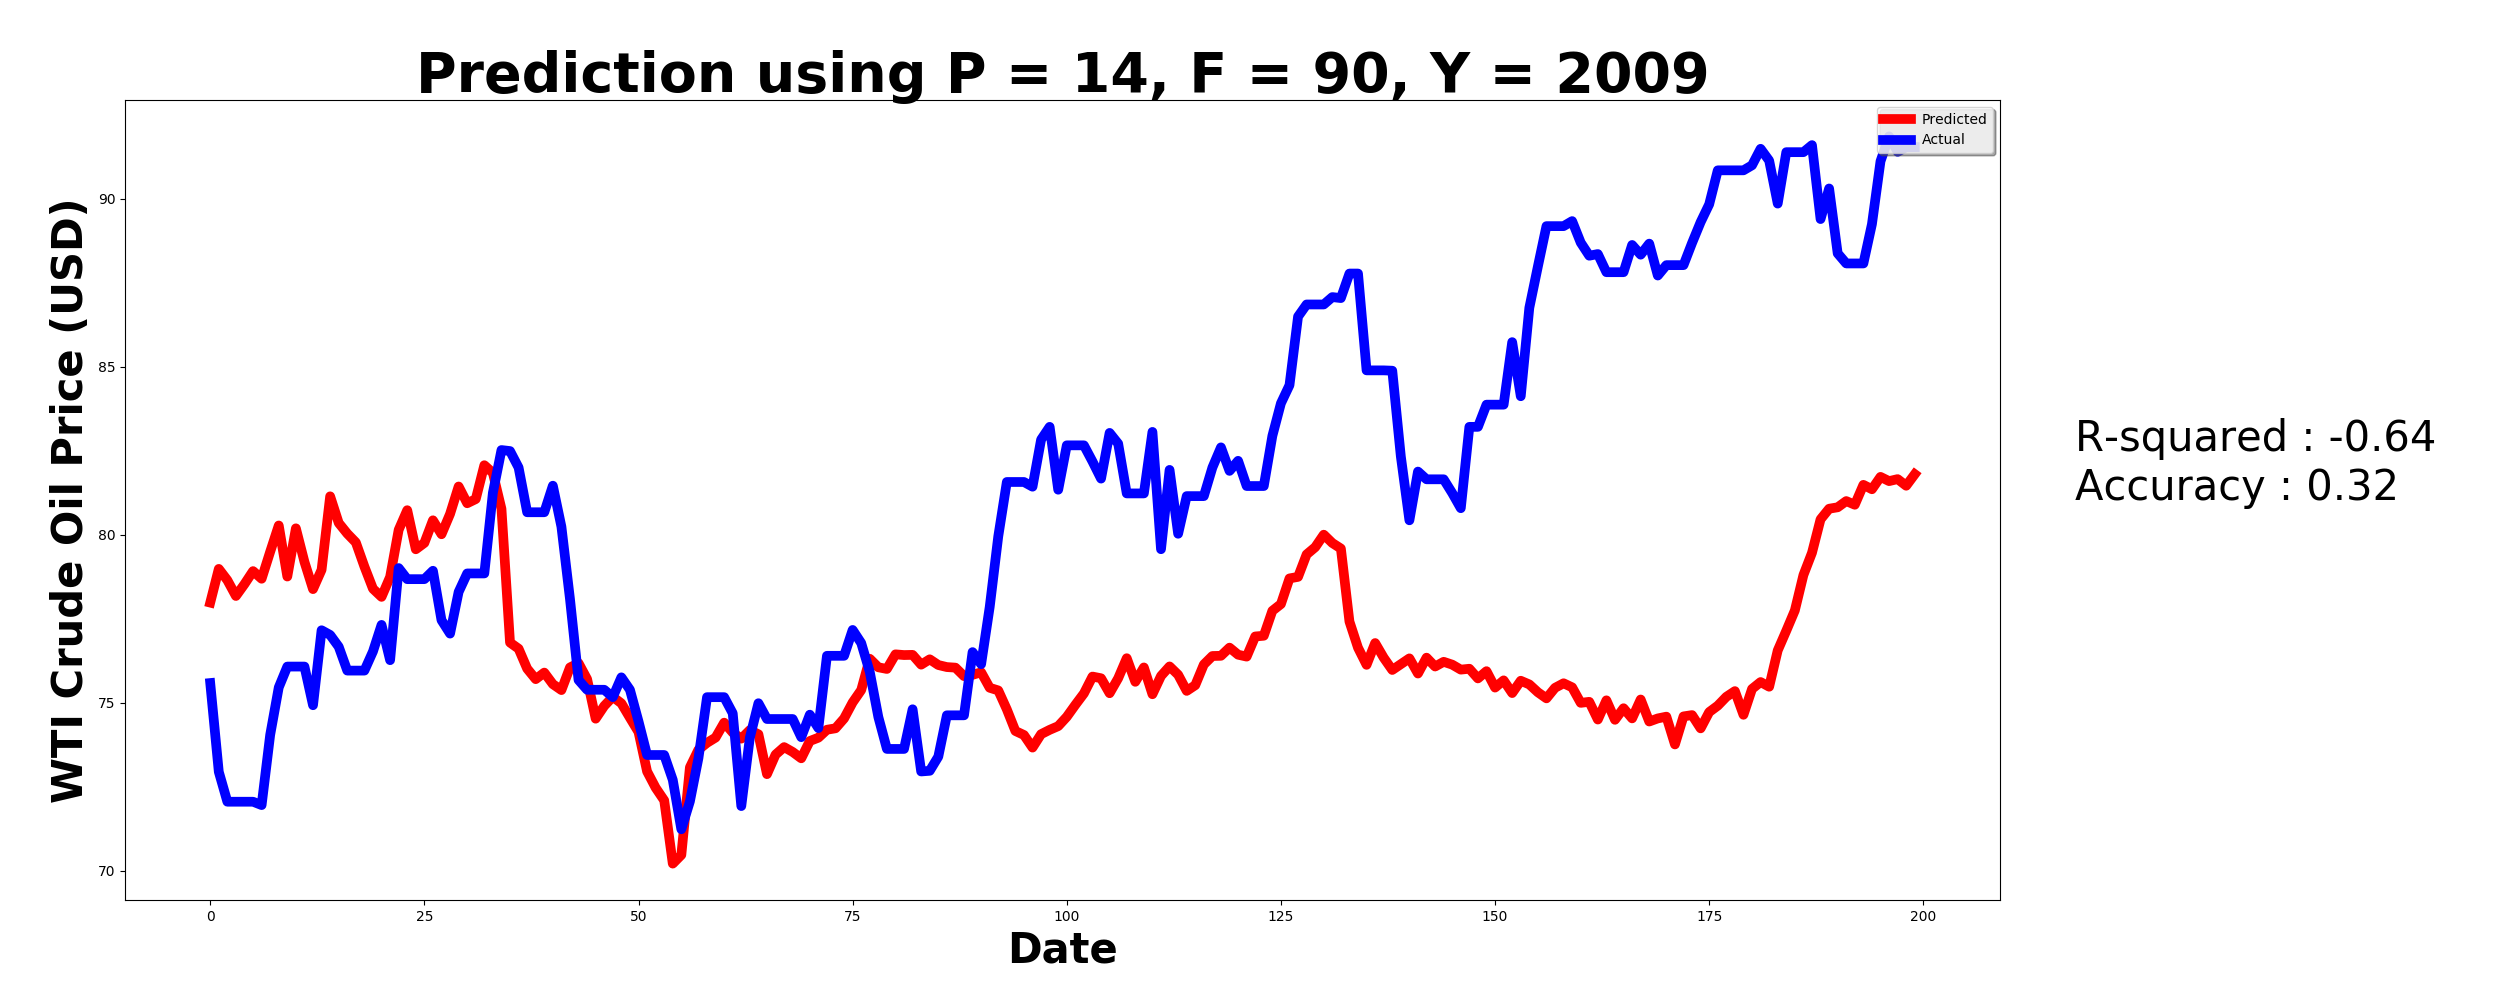 Prediction using P = 14, F = 90, Y = 2009
Predicted
Actual
WTI Crude Oil Price (USD)
90
85
80
75
70
0 25 50 75 100 125 150 175 200
Date
R-squared : -0.64
Accuracy : 0.32